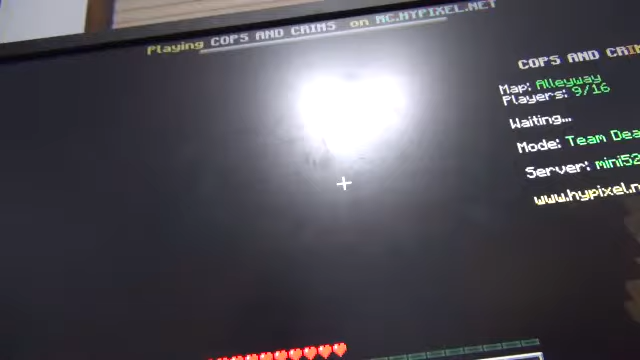 Playing COPS AND CRIMS on MC.HYPIXEL.NET
COPS AND
Map: Alleyway
Players: 9/16
Waiting...
Mode: Team Dea
Server: mini52
www.hypixel.n